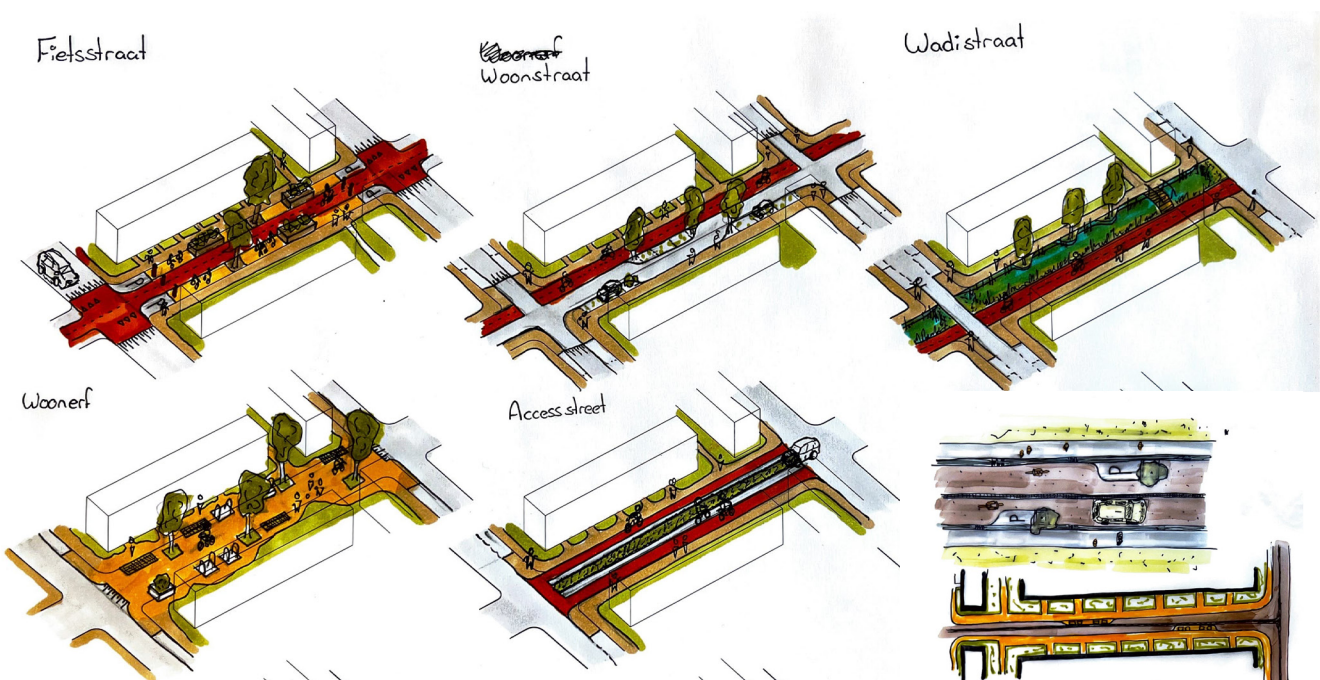 Fietsstraat
Woonstraat
Wadistraat
Woonerf
Access street
P
P